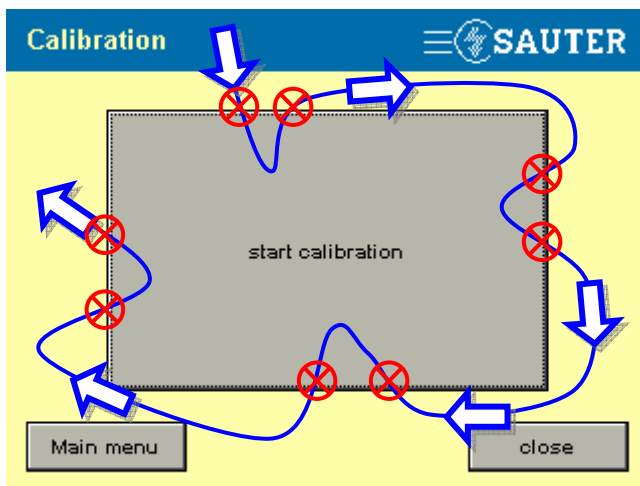 Calibration
SAUTER
start calibration
Main menu
close